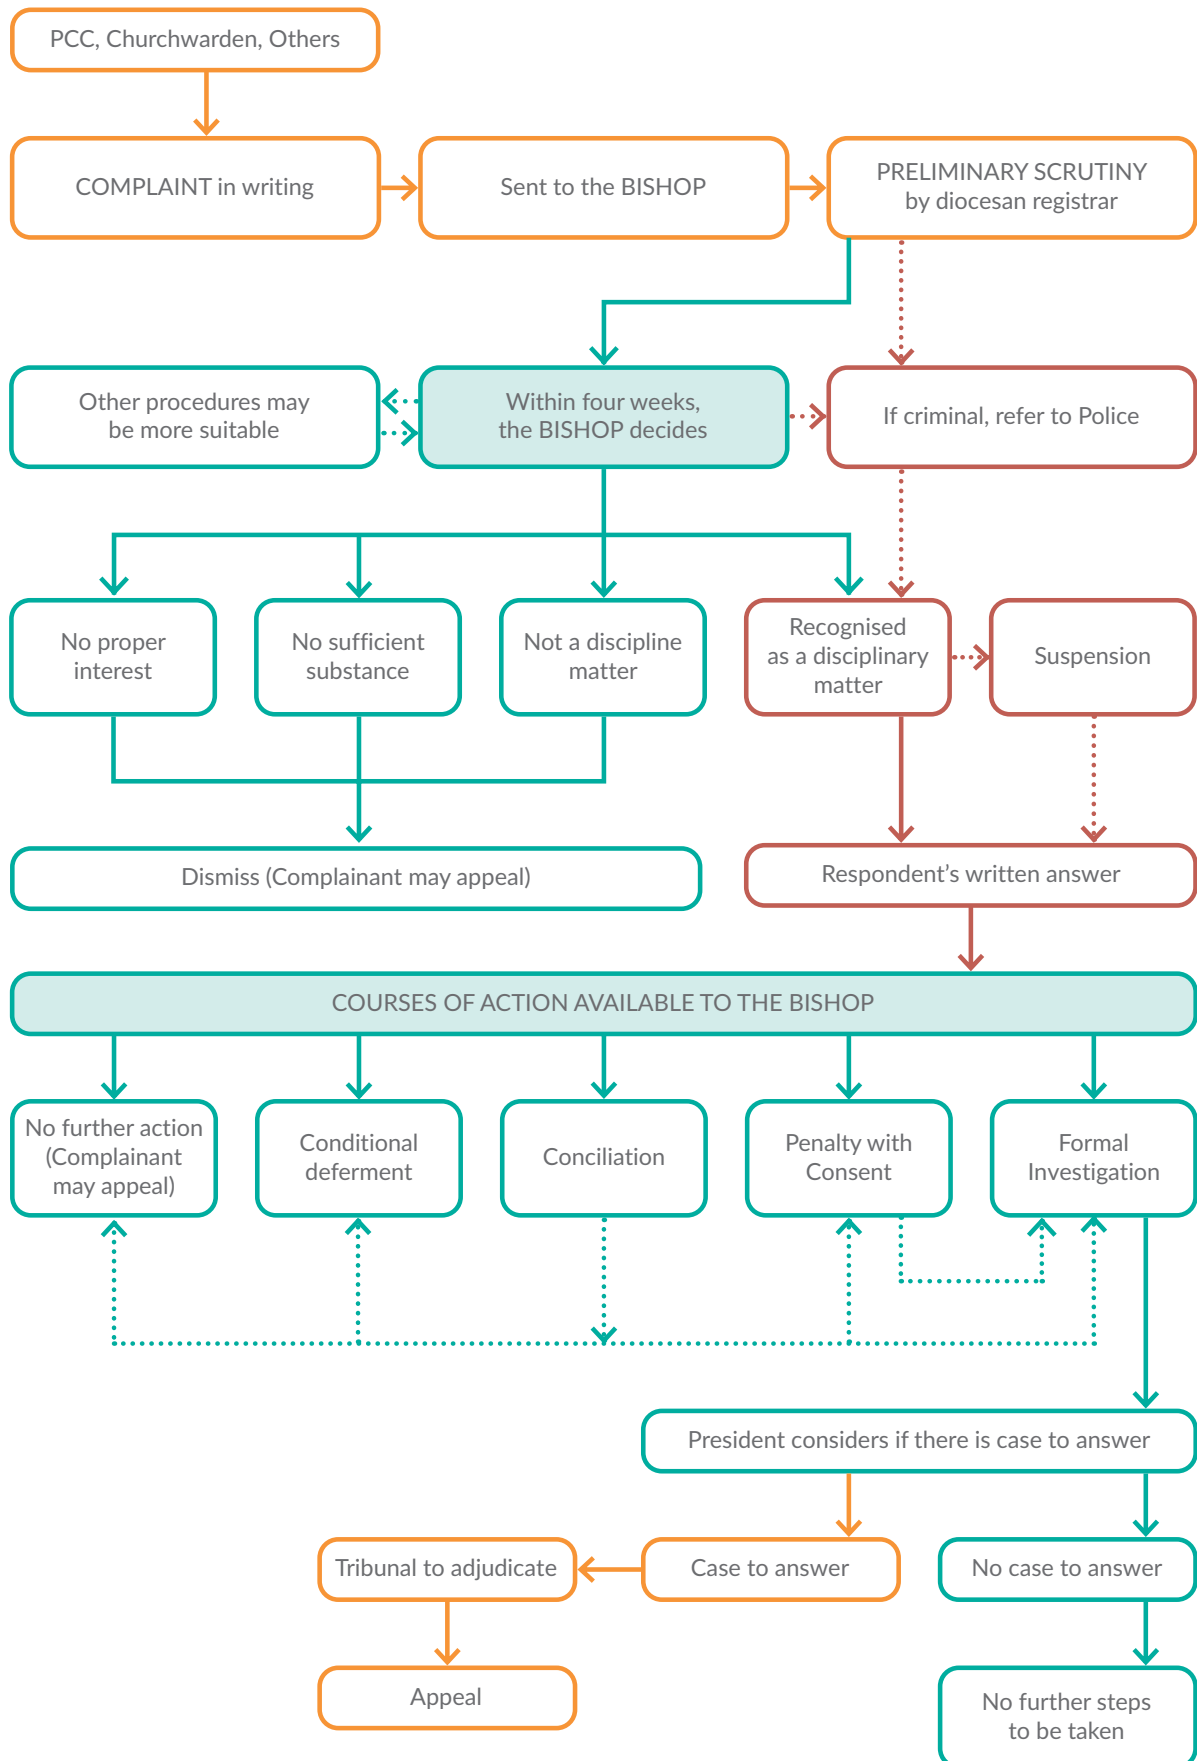 PCC, Churchwarden, Others
COMPLAINT in writing
Sent to the BISHOP
PRELIMINARY SCRUTINY
by diocesan registrar
Other procedures may
be more suitable
Within four weeks,
the BISHOP decides
If criminal, refer to Police
No proper
interest
No sufficient
substance
Not a discipline
matter
Recognised
as a disciplinary
matter
Suspension
Dismiss (Complainant may appeal)
Respondent’s written answer
COURSES OF ACTION AVAILABLE TO THE BISHOP
No further action
(Complainant
may appeal)
Conditional
deferment
Conciliation
Penalty with
Consent
Formal
Investigation
President considers if there is case to answer
Tribunal to adjudicate
Case to answer
No case to answer
Appeal
No further steps
to be taken